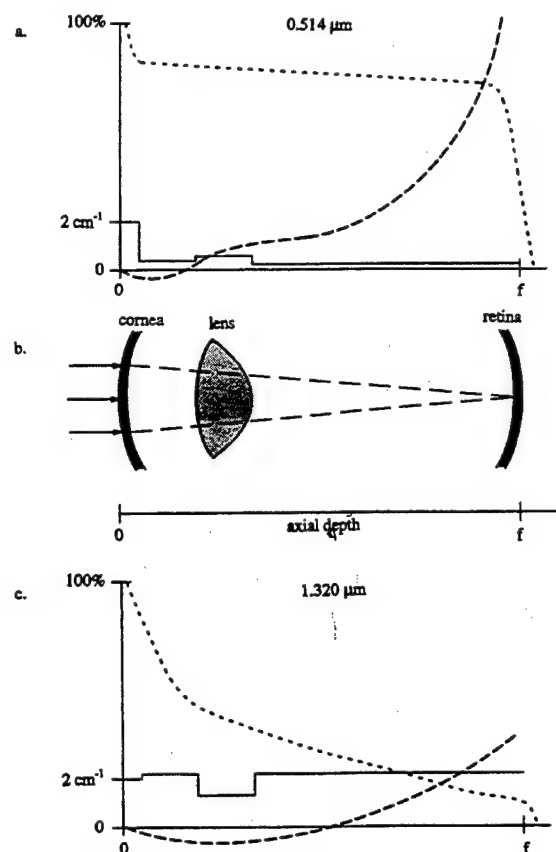 a.
100%
0.514 μm
2 cm⁻¹
0
0
f
cornea
lens
retina
b.
0
axial depth
f
c.
100%
1.320 μm
2 cm⁻¹
0
0
f